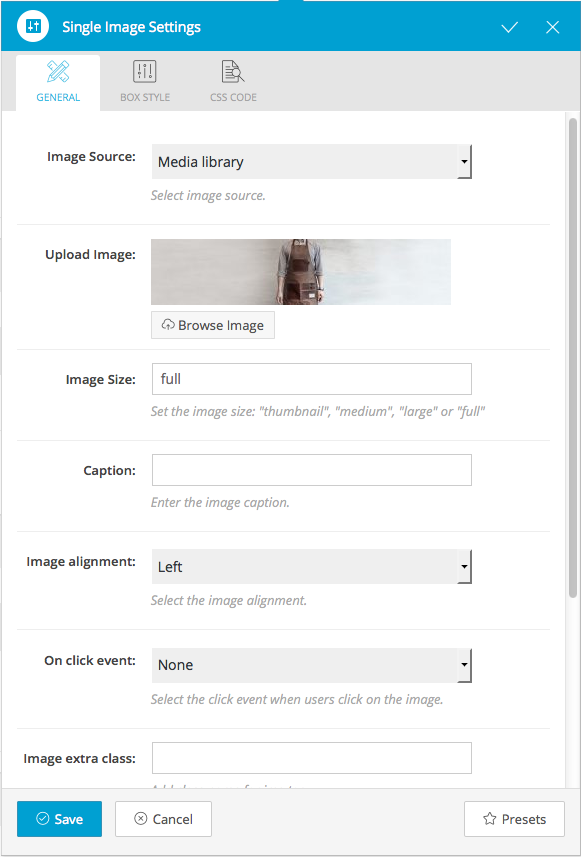 Single Image Settings
GENERAL
BOX STYLE
CSS CODE
Image Source:
Media library
Select image source.
Upload Image:
Browse Image
Image Size:
full
Set the image size: "thumbnail", "medium", "large" or "full"
Caption:
Enter the image caption.
Image alignment:
Left
Select the image alignment.
On click event:
None
Select the click event when users click on the image.
Image extra class:
Save
Cancel
Presets